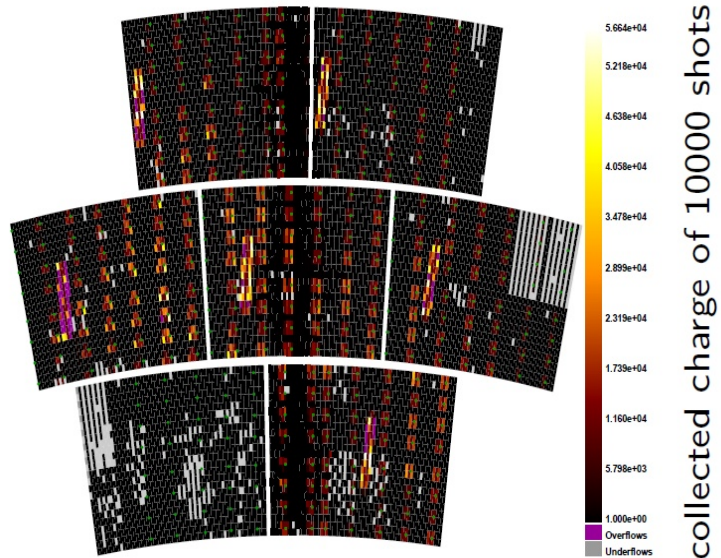 5.664e+04
5.218e+04
4.638e+04
4.058e+04
3.478e+04
2.899e+04
2.319e+04
1.739e+04
1.160e+04
5.798e+03
1.000e+00
Overflows
Underflows
collected charge of 10000 shots